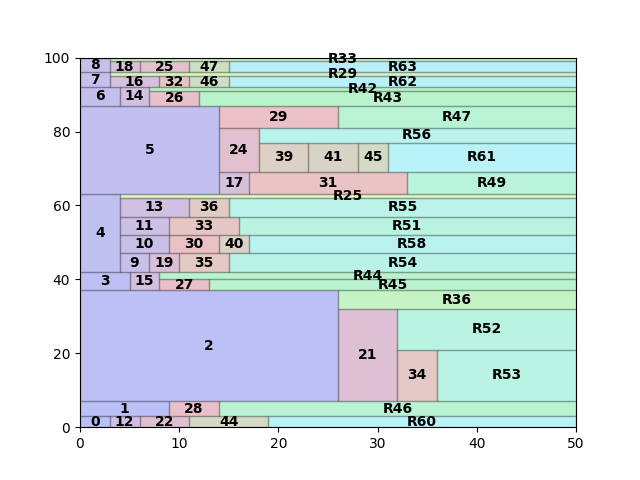 R33
100 8 18 25 47 R63
R29
7 16 32 46 R62
R42
6 14 26 R43
29 R47
80 R56
5 24 39 41 45 R61
17 31 R49
R25
60 13 36 R55
11 33 R51
4 10 30 40 R58
9 19 35 R54
R44
40 3 15 27 R45
R36
R52
2 21
20 34 R53
1 28 R46
0 0 12 22 44 R60
0 10 20 30 40 50